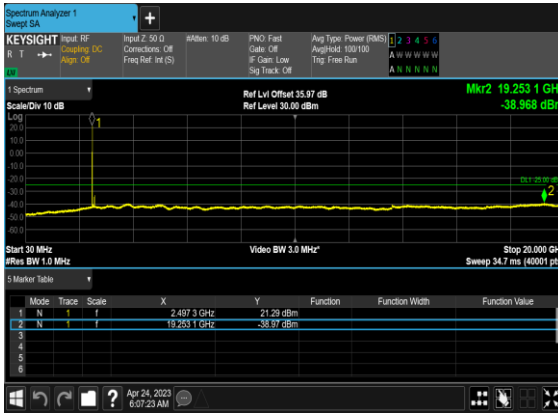 Spectrum Analyzer 1
Swept SA
+
KEYSIGHT
R T
LXI
Input: RF
Coupling: DC
Align: Off
Input Z: 50 Ω
Corrections: Off
Freq Ref: Int (S)
#Atten: 10 dB
PNO: Fast
Gate: Off
IF Gain: Low
Sig Track: Off
Avg Type: Power (RMS)
Avg|Hold: 100/100
Trig: Free Run
1 2 3 4 5 6
A W W W W W
A N N N N N
1 Spectrum
Scale/Div 10 dB
Ref Lvl Offset 35.97 dB
Ref Level 30.00 dBm
Mkr2 19.253 1 GH
-38.968 dBr
Log
20.0
10.0
0.00
-10.0
-20.0
-30.0
-40.0
-50.0
-60.0
1
DL1 -25.00 dB
2
Start 30 MHz
#Res BW 1.0 MHz
Video BW 3.0 MHz*
Stop 20.000 GH
Sweep 34.7 ms (40001 pt
5 Marker Table
Mode Trace Scale X Y Function Function Width Function Value
1 N 1 f 2.497 3 GHz 21.29 dBm
2 N 1 f 19.253 1 GHz -38.97 dBm
3
4
5
6
?
Apr 24, 2023
6:07:23 AM